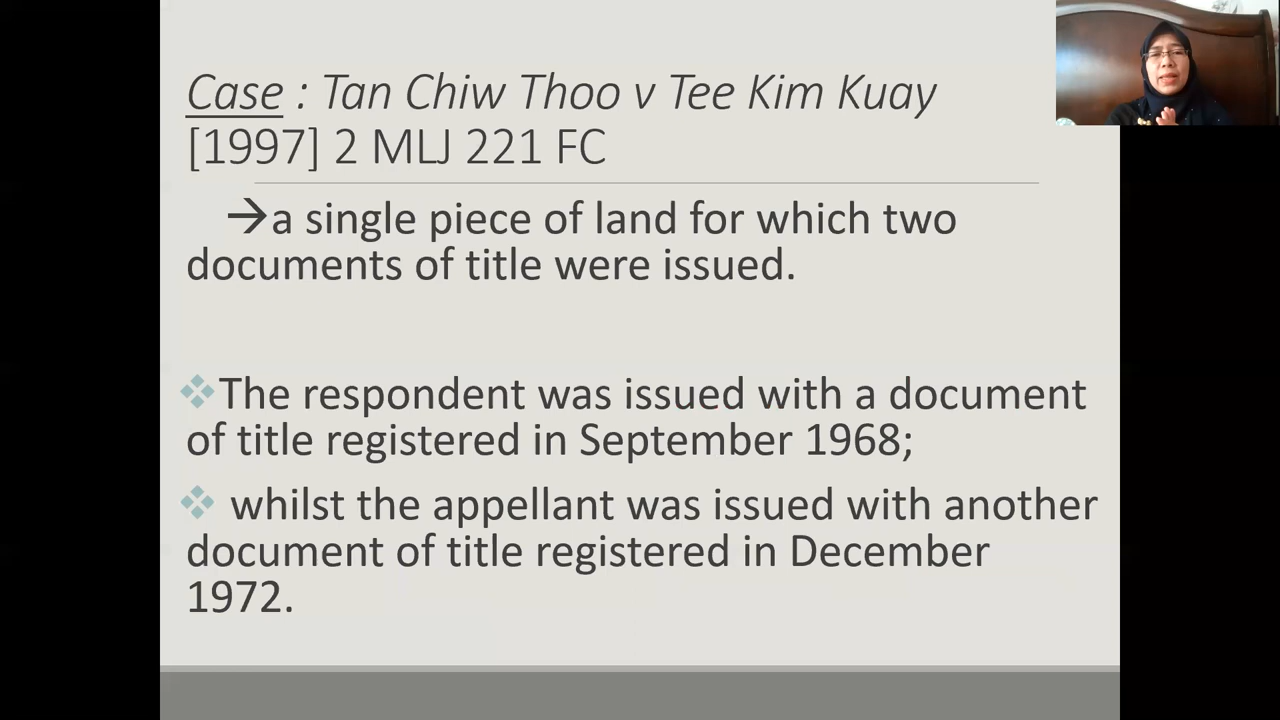 Case : Tan Chiw Thoo v Tee Kim Kuay
[1997] 2 MLJ 221 FC
→a single piece of land for which two
documents of title were issued.
❖The respondent was issued with a document
of title registered in September 1968;
❖ whilst the appellant was issued with another
document of title registered in December
1972.